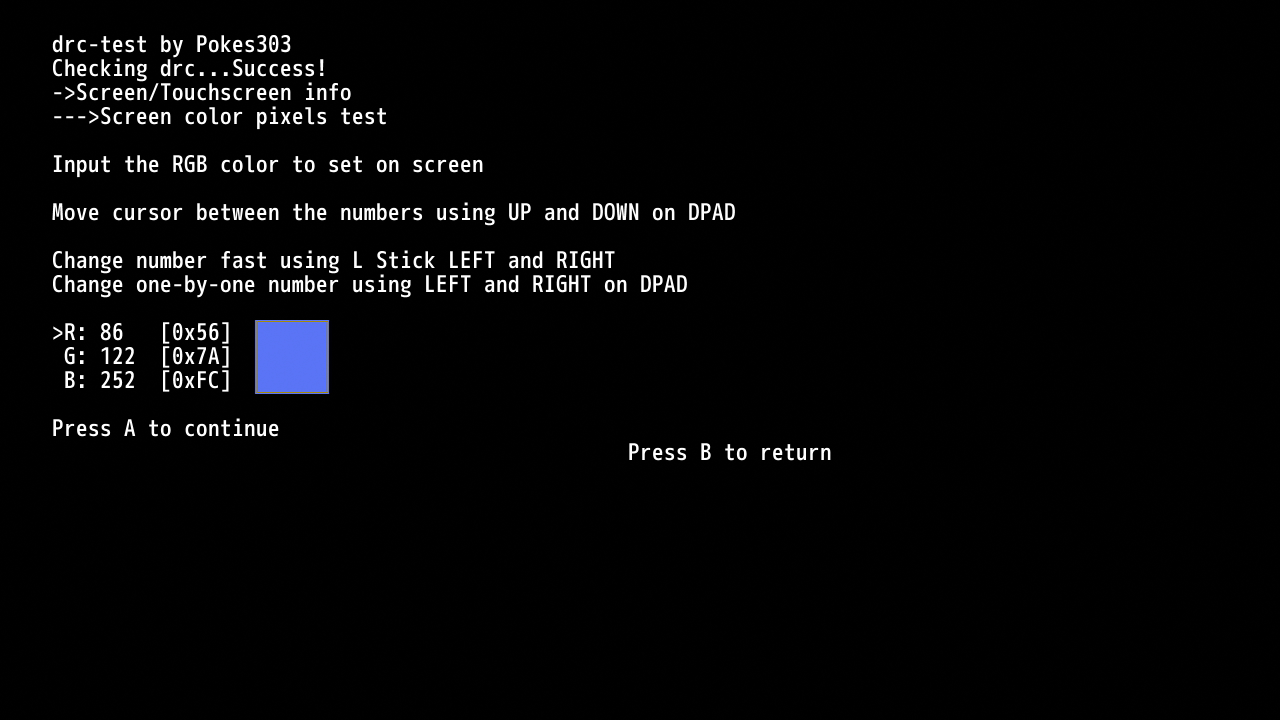 drc-test by Pokes303
Checking drc...Success!
->Screen/Touchscreen info
--->Screen color pixels test
Input the RGB color to set on screen
Move cursor between the numbers using UP and DOWN on DPAD
Change number fast using L Stick LEFT and RIGHT
Change one-by-one number using LEFT and RIGHT on DPAD
>R: 86   [0x56]
 G: 122  [0x7A]
 B: 252  [0xFC]
Press A to continue
Press B to return